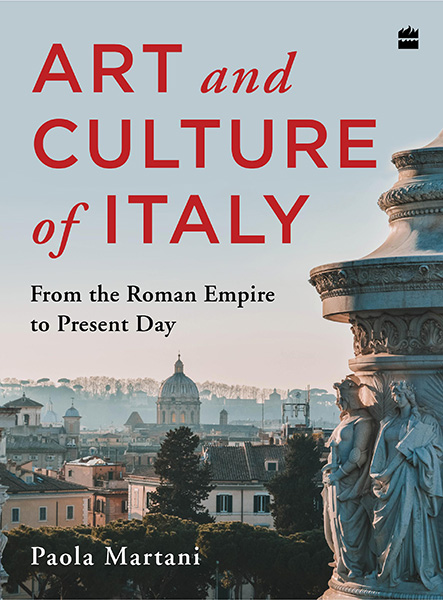 ART and
CULTURE
of ITALY
From the Roman Empire
to Present Day
Paola Martani